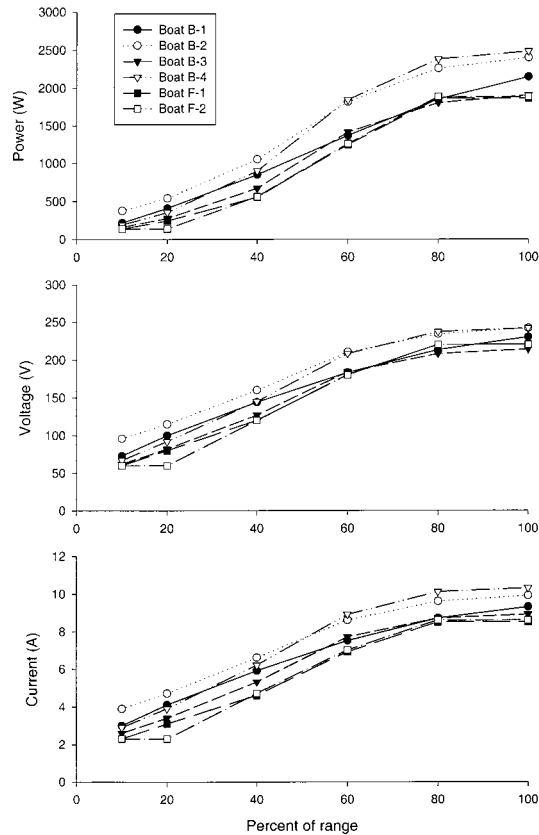 3000
2500
2000
1500
1000
500
0
Power (W)
Boat B-1
Boat B-2
Boat B-3
Boat B-4
Boat F-1
Boat F-2
0 20 40 60 80 100
300
250
200
150
100
50
0
Voltage (V)
0 20 40 60 80 100
12
10
8
6
4
2
0
Current (A)
0 20 40 60 80 100
Percent of range